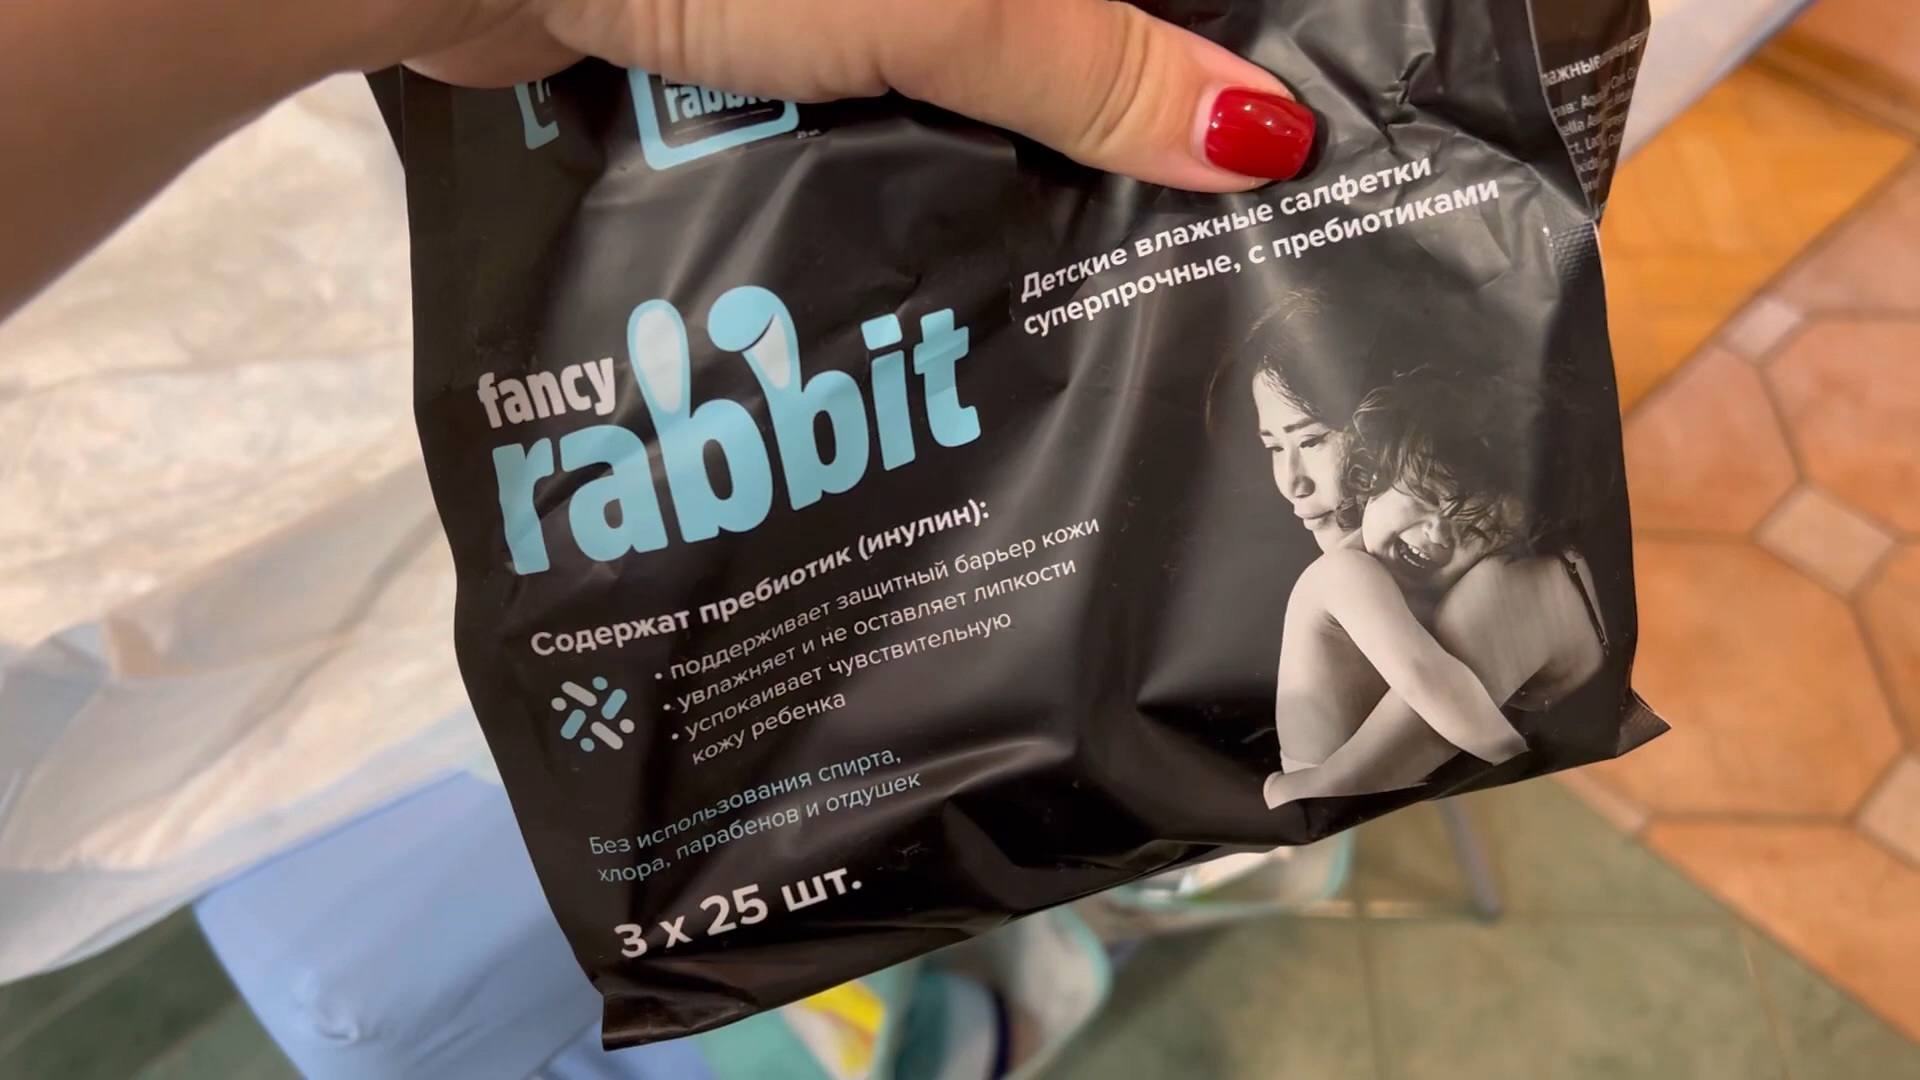 rabbit
Детские влажные салфетки
суперпрочные, с пребиотиками
fancy
rabbit
Содержат пребиотик (инулин):
• поддерживает защитный барьер кожи
• увлажняет и не оставляет липкости
• успокаивает чувствительную
кожу ребенка
Без использования спирта,
хлора, парабенов и отдушек
3 х 25 шт.